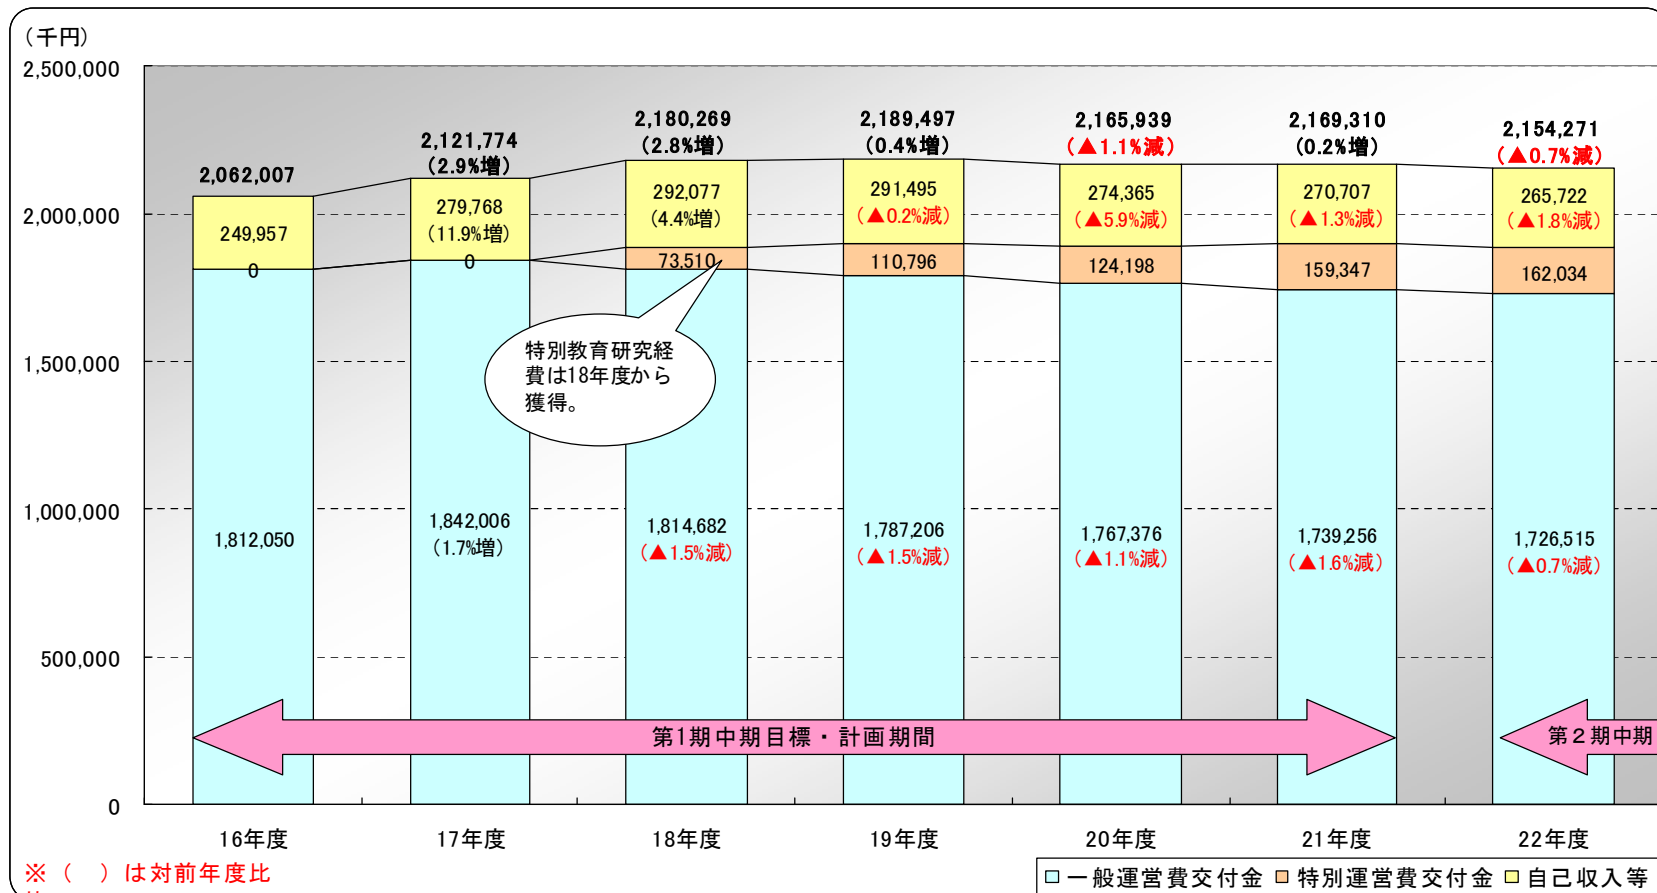 (千円)
2,500,000
2,000,000
1,500,000
1,000,000
500,000
0
2,062,007
2,121,774
(2.9%増)
2,180,269
(2.8%増)
2,189,497
(0.4%増)
2,165,939
(▲1.1%減)
2,169,310
(0.2%増)
2,154,271
(▲0.7%減)
249,957
279,768
(11.9%増)
292,077
(4.4%増)
291,495
(▲0.2%減)
274,365
(▲5.9%減)
270,707
(▲1.3%減)
265,722
(▲1.8%減)
0
0
73,510
110,796
124,198
159,347
162,034
特別教育研究経
費は18年度から
獲得。
1,812,050
1,842,006
(1.7%増)
1,814,682
(▲1.5%減)
1,787,206
(▲1.5%減)
1,767,376
(▲1.1%減)
1,739,256
(▲1.6%減)
1,726,515
(▲0.7%減)
第1期中期目標・計画期間
第2期中期
16年度
17年度
18年度
19年度
20年度
21年度
22年度
※( )は対前年度比
一般運営費交付金 特別運営費交付金 自己収入等